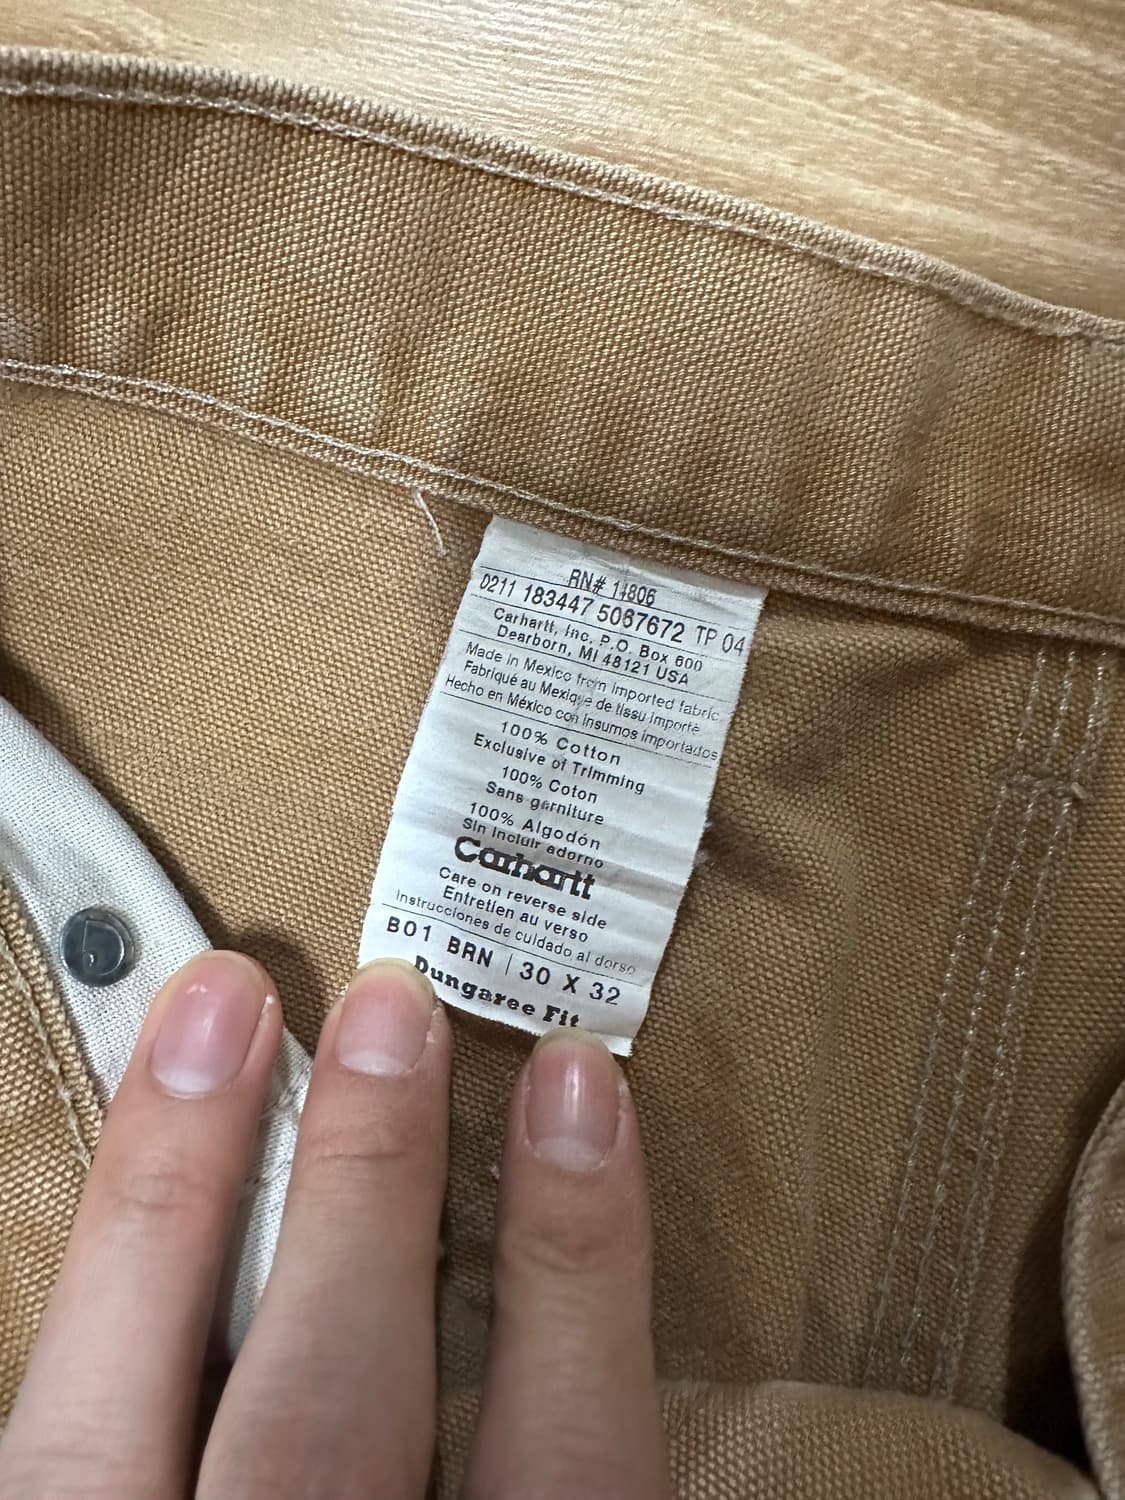 RN# 14806
D211 183447 5067672 TP 04
Carhartt, Inc. P.O. Box 600
Dearborn, MI 48121 USA
Made in Mexico from imported fabric
Fabriqué au Mexique de tissu importé
Hecho en México con insumos importados
100% Cotton
Exclusive of Trimming
100% Coton
Sans garniture
100% Algodón
Sin incluir adorno
Carhartt
Care on reverse side
Entretien au verso
Instrucciones de cuidado al dorso
B01 BRN | 30 X 32
Dungaree Fit